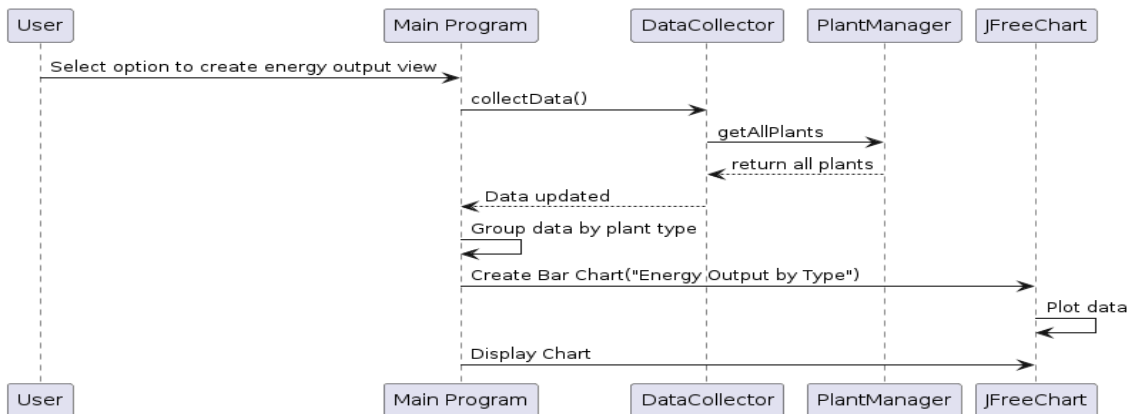 User
Main Program
DataCollector
PlantManager
JFreeChart
Select option to create energy output view
collectData()
getAllPlants
return all plants
Data updated
Group data by plant type
Create Bar Chart("Energy Output by Type")
Plot data
Display Chart
User
Main Program
DataCollector
PlantManager
JFreeChart